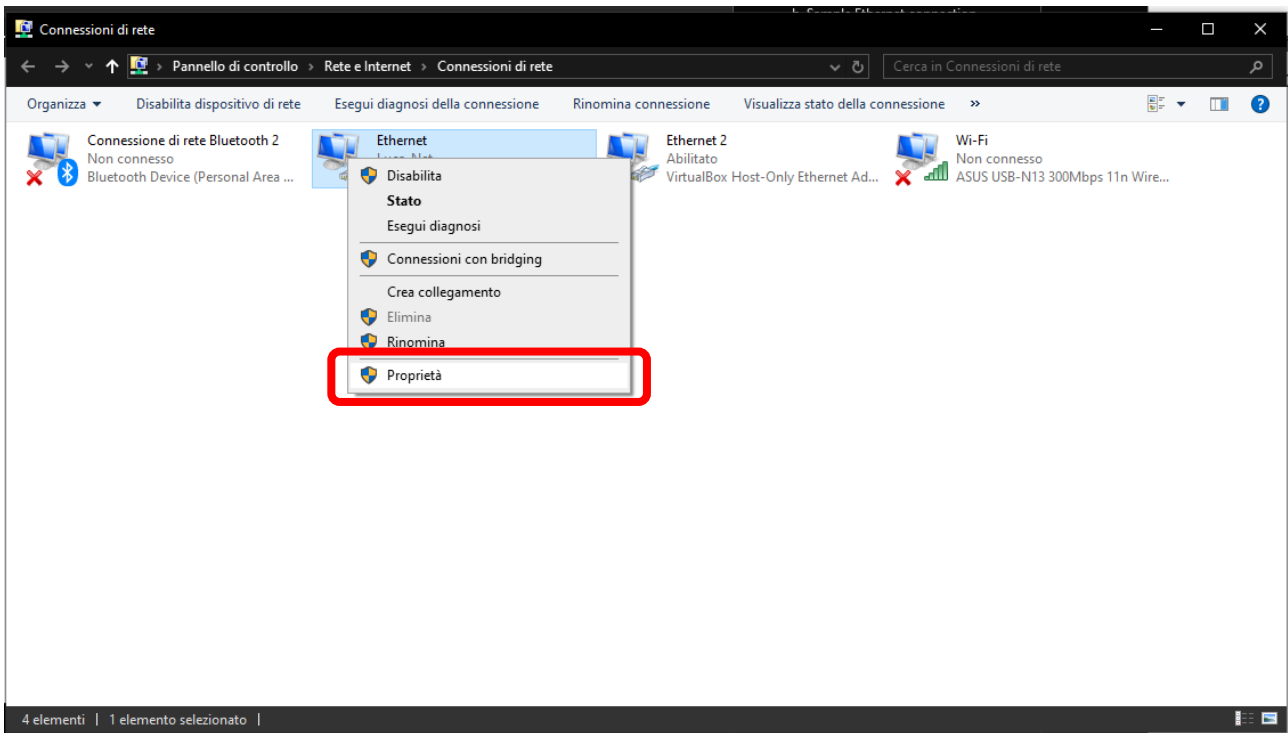 Connessioni di rete
Pannello di controllo › Rete e Internet › Connessioni di rete
Cerca in Connessioni di rete
Organizza
Disabilita dispositivo di rete
Esegui diagnosi della connessione
Rinomina connessione
Visualizza stato della connessione
»
Connessione di rete Bluetooth 2
Non connesso
Bluetooth Device (Personal Area ...
Ethernet
Ethernet 2
Abilitato
VirtualBox Host-Only Ethernet Ad...
Wi-Fi
Non connesso
ASUS USB-N13 300Mbps 11n Wire...
Disabilita
Stato
Esegui diagnosi
Connessioni con bridging
Crea collegamento
Elimina
Rinomina
Proprietà
4 elementi | 1 elemento selezionato |